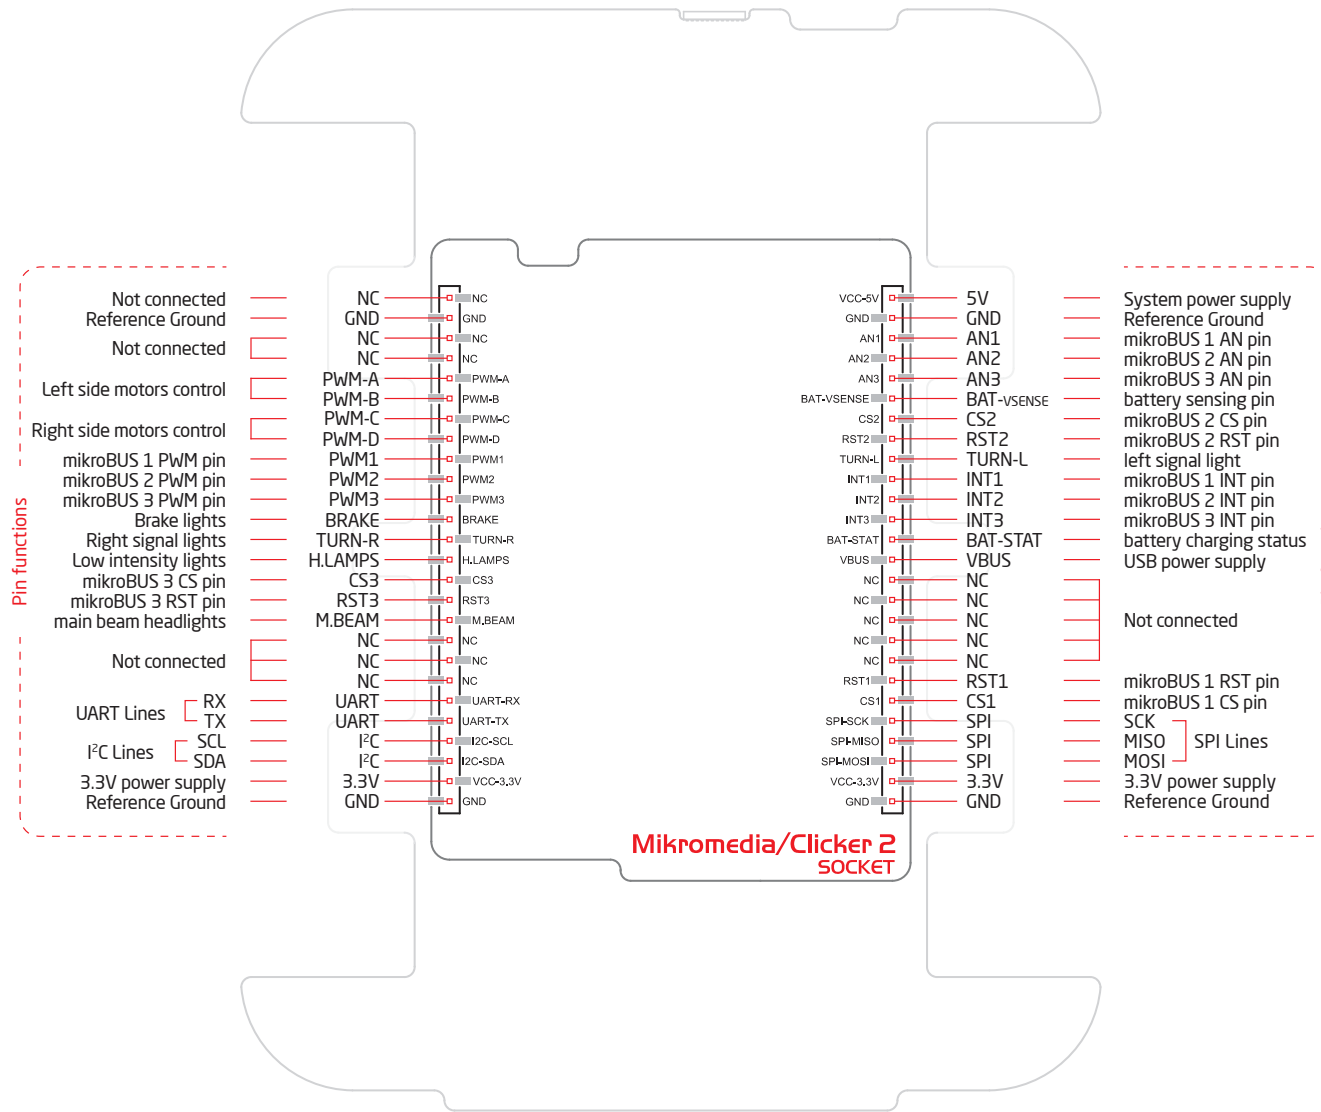 Not connected NC NC VCC-5V 5V System power supply
Reference Ground GND GND GND GND Reference Ground
NC NC AN1 AN1 mikroBUS 1 AN pin
Not connected
NC NC AN2 AN2 mikroBUS 2 AN pin
PWM-A PWM-A AN3 AN3 mikroBUS 3 AN pin
Left side motors control
PWM-B PWM-B BAT-VSENSE BAT-VSENSE battery sensing pin
PWM-C PWM-C CS2 CS2 mikroBUS 2 CS pin
Right side motors control
PWM-D PWM-D RST2 RST2 mikroBUS 2 RST pin
mikroBUS 1 PWM pin PWM1 PWM1 TURN-L TURN-L left signal light
mikroBUS 2 PWM pin PWM2 PWM2 INT1 INT1 mikroBUS 1 INT pin
mikroBUS 3 PWM pin PWM3 PWM3 INT2 INT2 mikroBUS 2 INT pin
Brake lights BRAKE BRAKE INT3 INT3 mikroBUS 3 INT pin
Right signal lights TURN-R TURN-R BAT-STAT BAT-STAT battery charging status
Low intensity lights H.LAMPS H.LAMPS VBUS VBUS USB power supply
mikroBUS 3 CS pin CS3 CS3 NC NC
mikroBUS 3 RST pin RST3 RST3 NC NC
main beam headlights M.BEAM M.BEAM NC NC Not connected
NC NC NC NC
Not connected NC NC NC NC
NC NC RST1 RST1 mikroBUS 1 RST pin
RX UART UART-RX CS1 CS1 mikroBUS 1 CS pin
UART Lines
TX UART UART-TX SPI-SCK SPI SCK
SCL I²C I2C-SCL SPI-MISO SPI MISO SPI Lines
I²C Lines
SDA I²C I2C-SDA SPI-MOSI SPI MOSI
3.3V power supply 3.3V VCC-3.3V VCC-3.3V 3.3V 3.3V power supply
Reference Ground GND GND GND GND Reference Ground
Pin functions
Mikromedia/Clicker 2
SOCKET